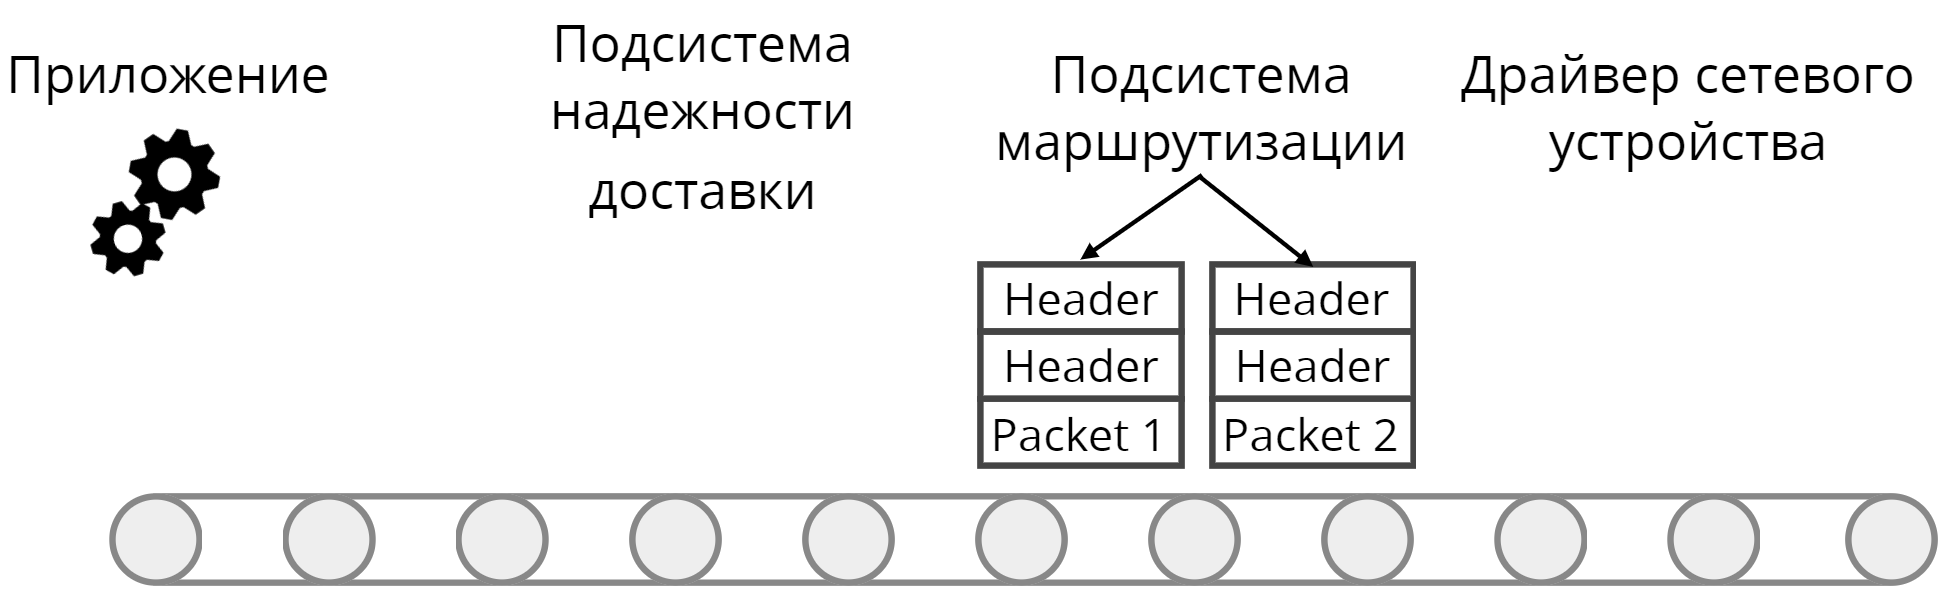 Приложение
Подсистема
надежности
доставки
Подсистема
маршрутизации
Драйвер сетевого
устройства
Header
Header
Packet 1
Header
Header
Packet 2